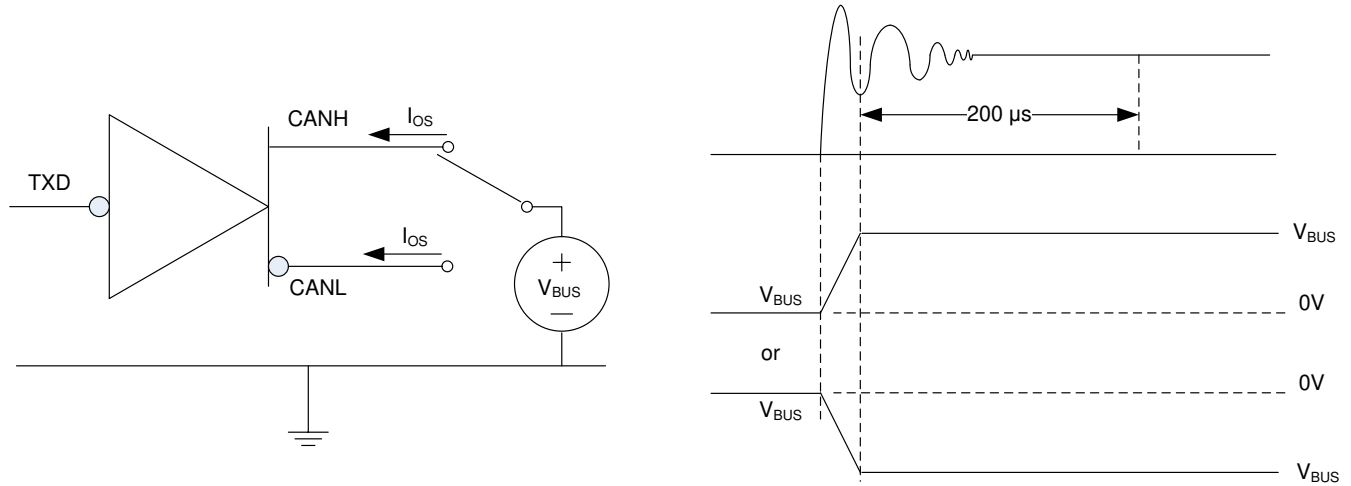 CANH
I_OS
TXD
I_OS
CANL
+
V_BUS
—
200 µs
V_BUS
V_BUS
0V
or
0V
V_BUS
V_BUS